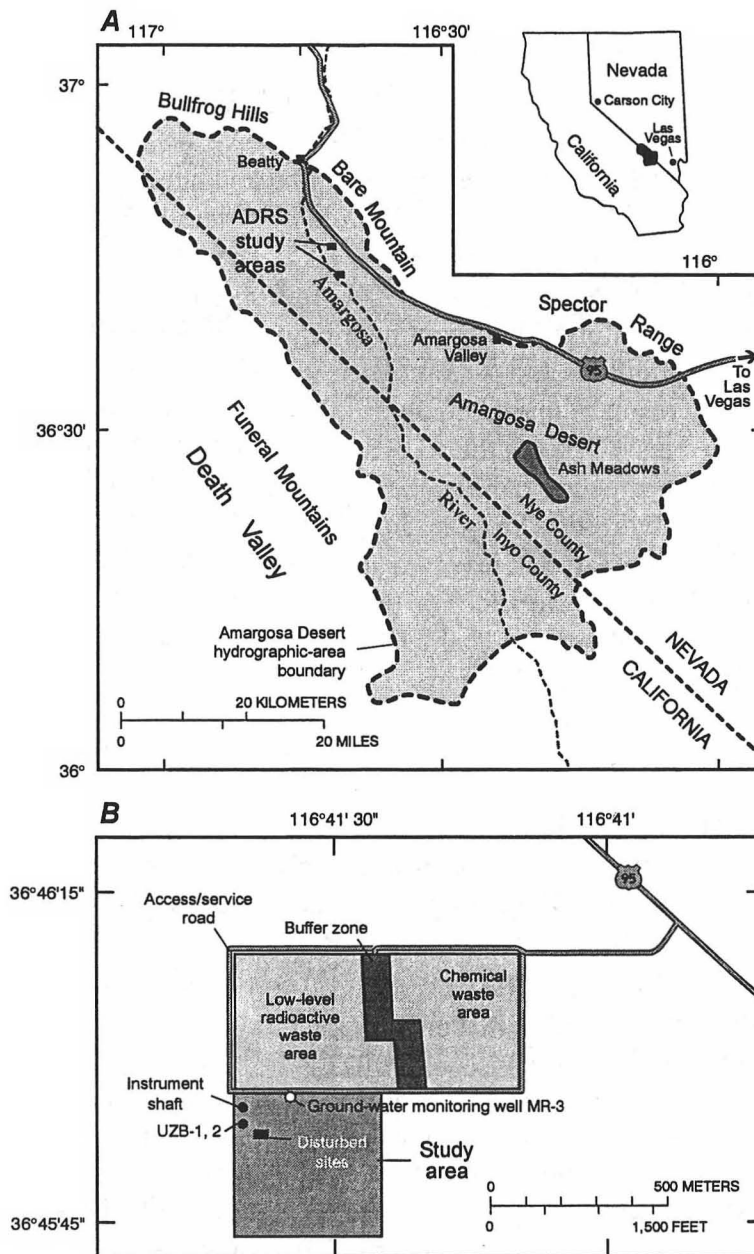 A
117°
116°30'
37°
Bullfrog Hills
Beatty
Bare Mountain
ADRS
study
areas
Amargosa
River
Nevada
Carson City
Las
Vegas
California
116°
Spector
Range
Amargosa
Valley
95
To
Las
Vegas
36°30'
Amargosa Desert
Ash Meadows
Funeral Mountains
Death Valley
Nye County
Inyo County
Amargosa Desert
hydrographic-area
boundary
NEVADA
CALIFORNIA
0 20 KILOMETERS
0 20 MILES
36°
B
116°41'30"
116°41'
36°46'15"
95
Access/service
road
Buffer zone
Chemical
waste
area
Low-level
radioactive
waste
area
Instrument
shaft
Ground-water monitoring well MR-3
UZB-1, 2
Disturbed
sites
Study
area
0 500 METERS
0 1,500 FEET
36°45'45"